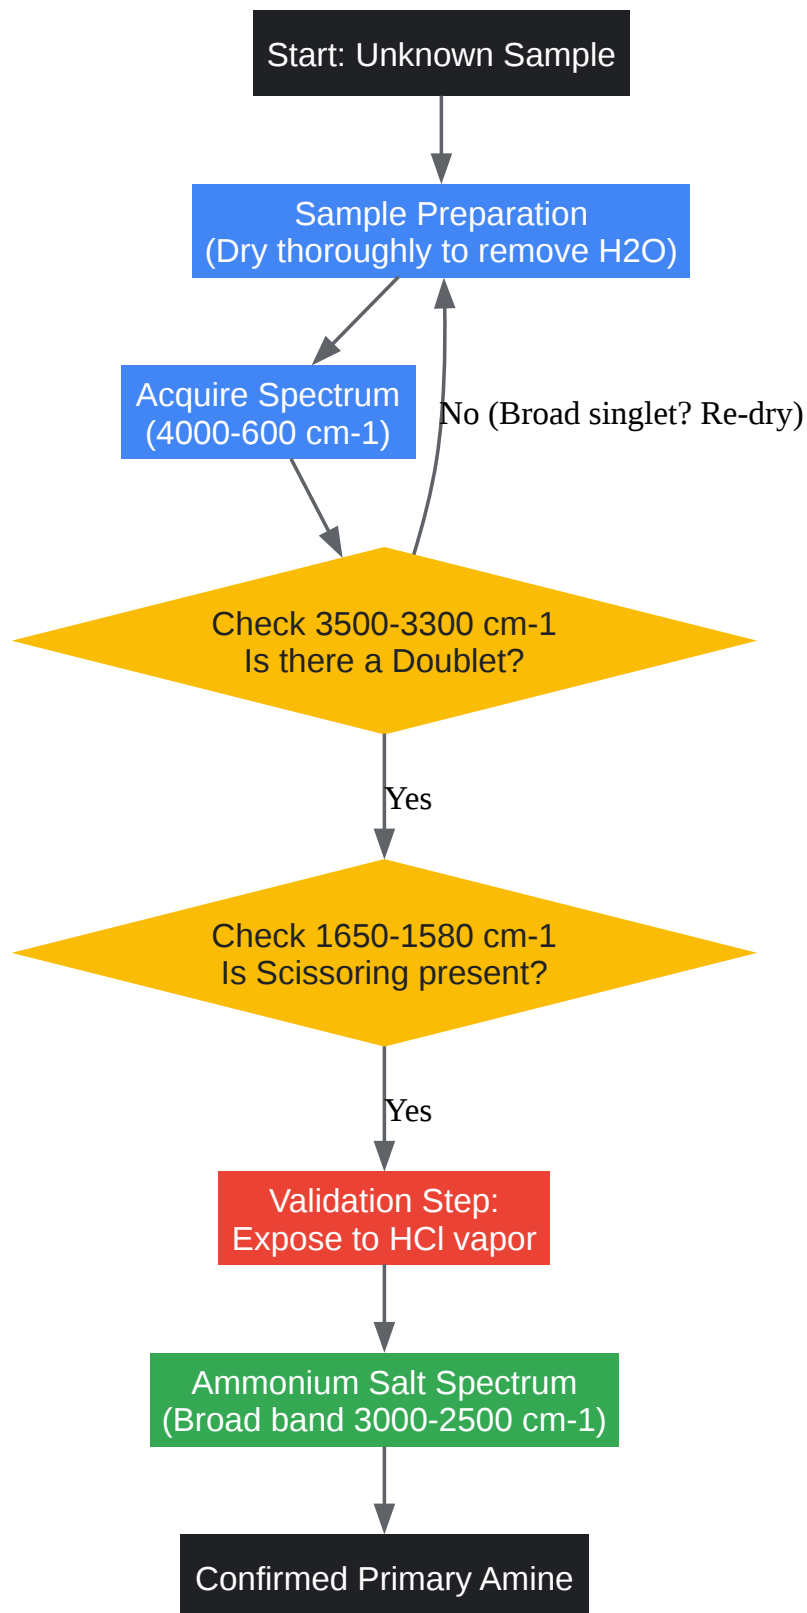 Start: Unknown Sample
Sample Preparation
(Dry thoroughly to remove H2O)
Acquire Spectrum
(4000-600 cm-1)
No (Broad singlet? Re-dry)
Check 3500-3300 cm-1
Is there a Doublet?
Yes
Check 1650-1580 cm-1
Is Scissoring present?
Yes
Validation Step:
Expose to HCl vapor
Ammonium Salt Spectrum
(Broad band 3000-2500 cm-1)
Confirmed Primary Amine